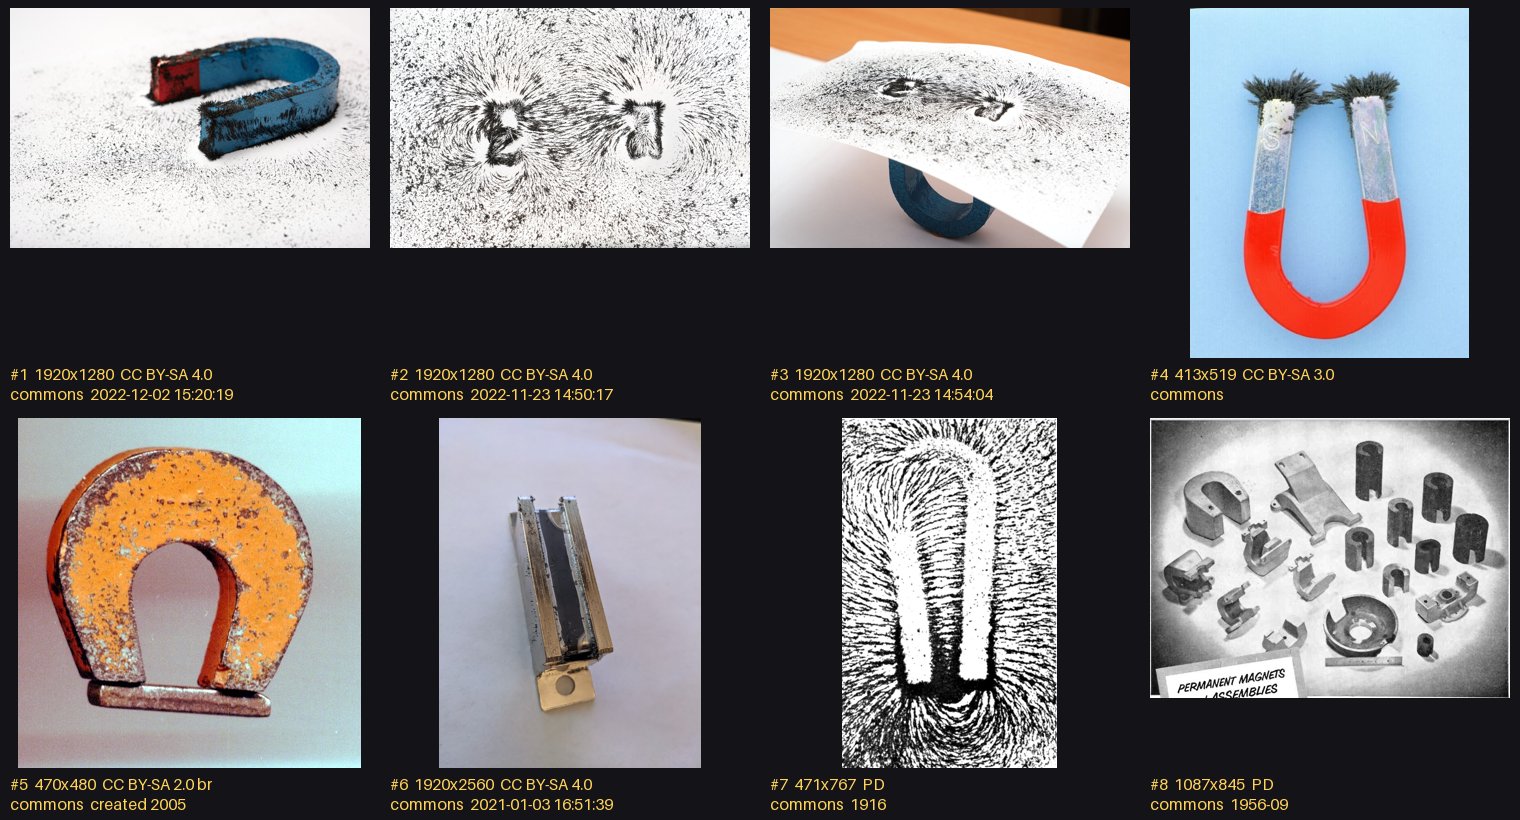 S
N
#1 1920x1280 CC BY-SA 4.0
commons 2022-12-02 15:20:19
#2 1920x1280 CC BY-SA 4.0
commons 2022-11-23 14:50:17
#3 1920x1280 CC BY-SA 4.0
commons 2022-11-23 14:54:04
#4 413x519 CC BY-SA 3.0
commons
PERMANENT MAGNETS
ASSEMBLIES
#5 470x480 CC BY-SA 2.0 br
commons created 2005
#6 1920x2560 CC BY-SA 4.0
commons 2021-01-03 16:51:39
#7 471x767 PD
commons 1916
#8 1087x845 PD
commons 1956-09